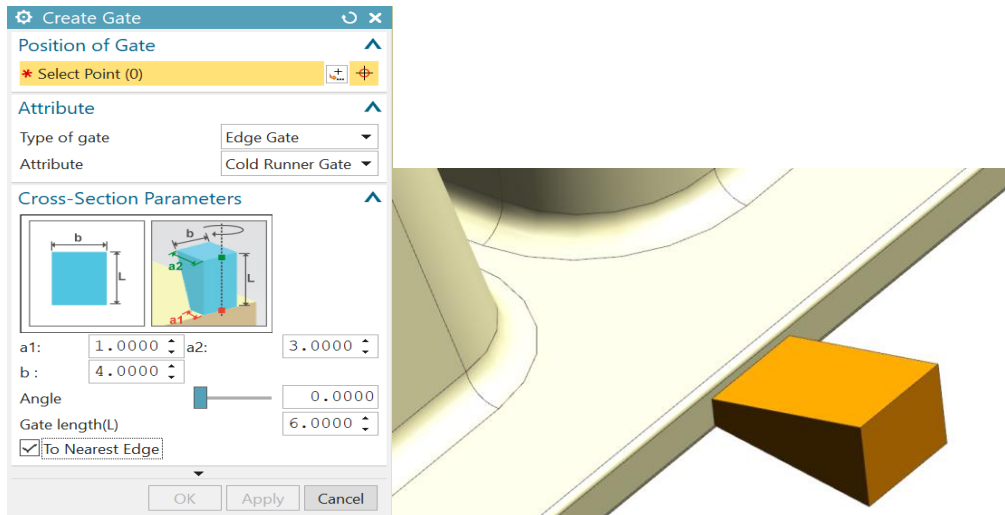 Create Gate
Position of Gate
* Select Point (0)
Attribute
Type of gate Edge Gate
Attribute Cold Runner Gate
Cross-Section Parameters
b
L
b
a2
L
a1
a1: 1.0000 a2: 3.0000
b : 4.0000
Angle 0.0000
Gate length(L) 6.0000
To Nearest Edge
OK Apply Cancel